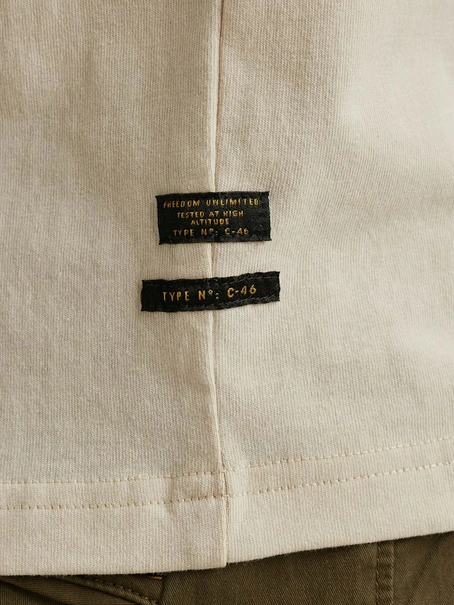 FREEDOM UNLIMITED
TESTED AT HIGH
ALTITUDE
TYPE Nº: C-46
TYPE Nº: C-46